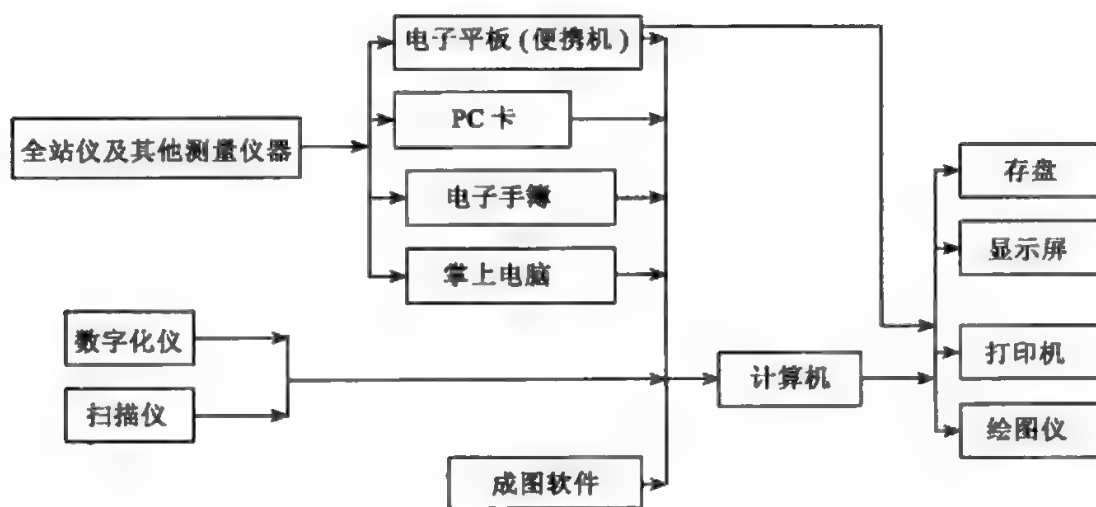 电子平板(便携机)
PC卡
全站仪及其他测量仪器
电子手簿
掌上电脑
存盘
显示屏
数字化仪
打印机
计算机
扫描仪
绘图仪
成图软件